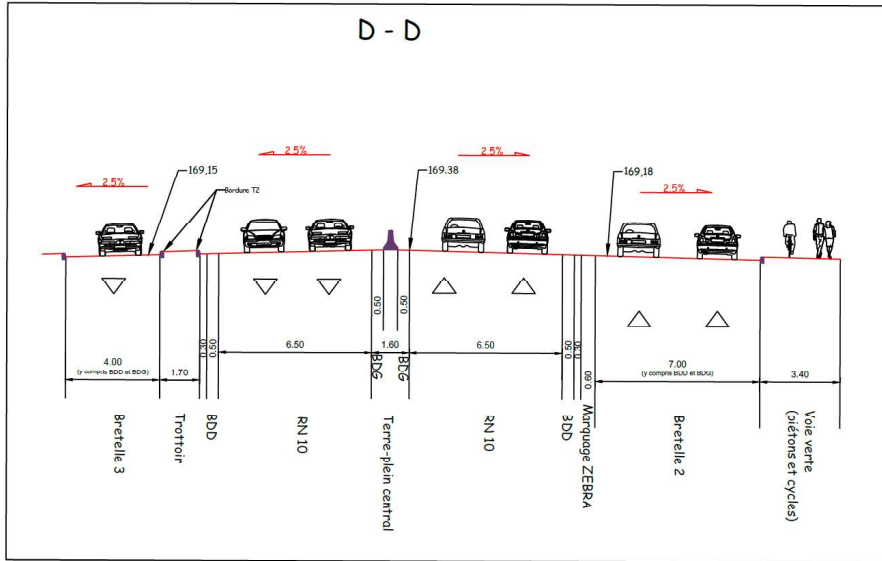 D - D
2.5%
2.5%
2.5%
2.5%
169,15
Bordure T2
169.38
169,18
0.30
0.50
0.50
0.50
0.50
0.30
0.60
4.00
(y compris BDD et BDG)
1.70
6.50
1.60
6.50
7.00
(y compris BDD et BDG)
3.40
Bretelle 3
Trottoir
BDD
RN 10
BDG
Terre-plein central
BDG
RN 10
BDD
Marquage ZEBRA
Bretelle 2
Voie verte
(piétons et cycles)